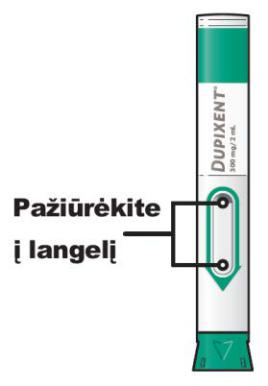 DUPIXENT®
300 mg/2 mL
Pažiūrėkite
į langelį